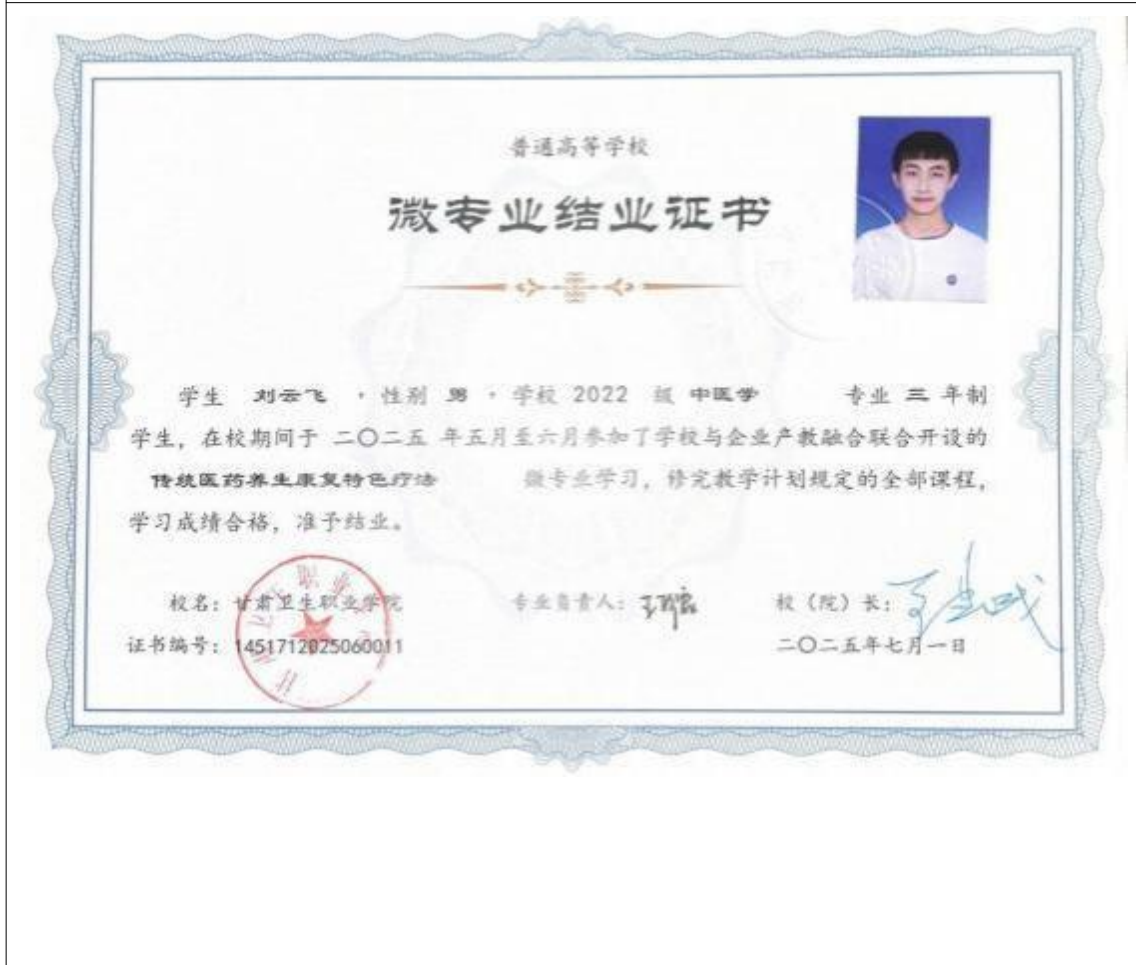 普通高等学校
微专业结业证书
学生 刘云飞 ，性别 男 ，学校 2022 级 中医学 专业 三 年制
学生，在校期间于 二〇二五 年五月至六月参加了学校与企业产教融合联合开设的
传统医药养生康复特色疗法 微专业学习，修完教学计划规定的全部课程，
学习成绩合格，准予结业。
校名：甘肃卫生职业学院 专业负责人： 校（院）长：
证书编号：1451712025060011 二〇二五年七月一日